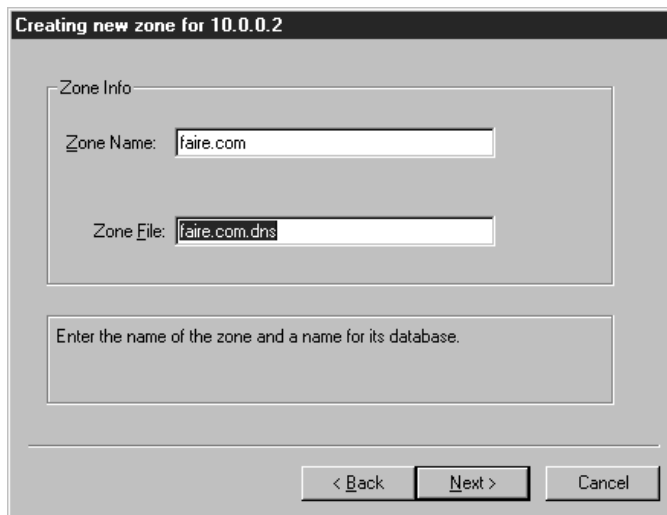 Creating new zone for 10.0.0.2
Zone Info
Zone Name: faire.com
Zone File: faire.com.dns
Enter the name of the zone and a name for its database.
< Back Next > Cancel